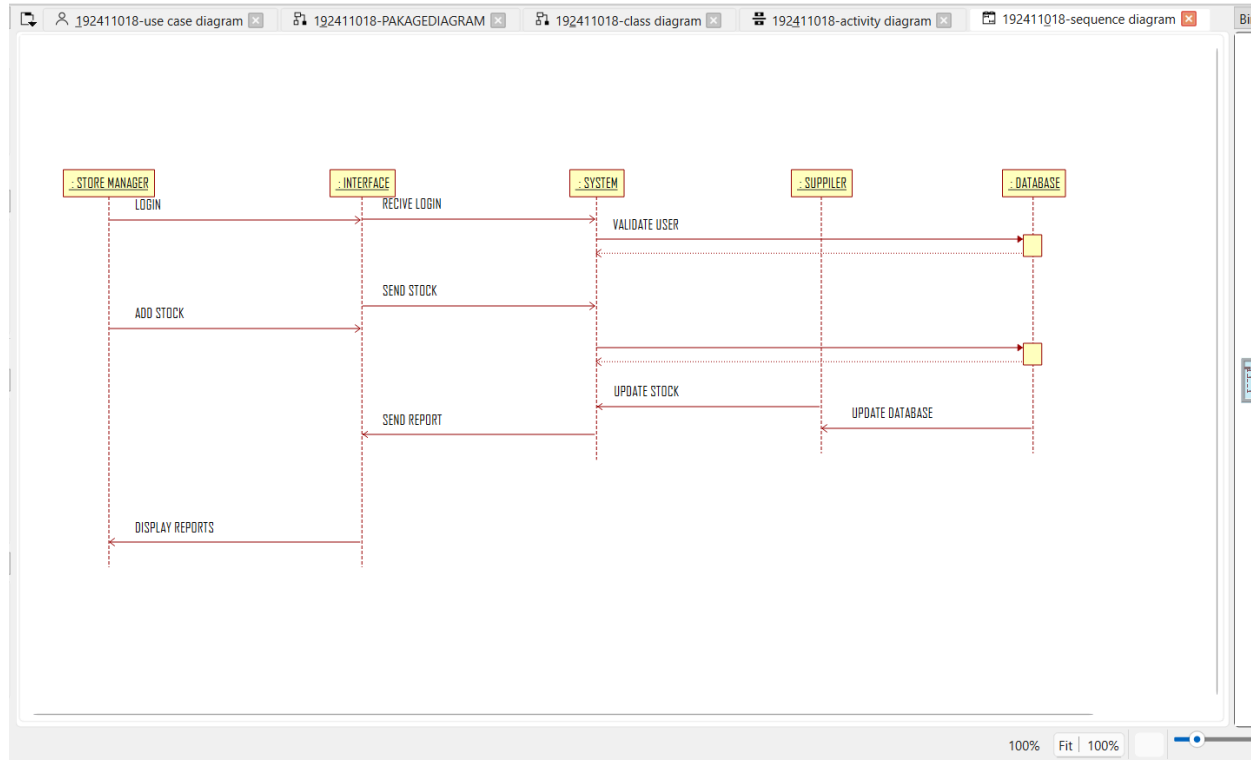 192411018-use case diagram
192411018-PAKAGEDIAGRAM
192411018-class diagram
192411018-activity diagram
192411018-sequence diagram
: STORE MANAGER
: INTERFACE
: SYSTEM
: SUPPILER
: DATABASE
LOGIN
RECIVE LOGIN
VALIDATE USER
SEND STOCK
ADD STOCK
UPDATE STOCK
UPDATE DATABASE
SEND REPORT
DISPLAY REPORTS
100% Fit 100%